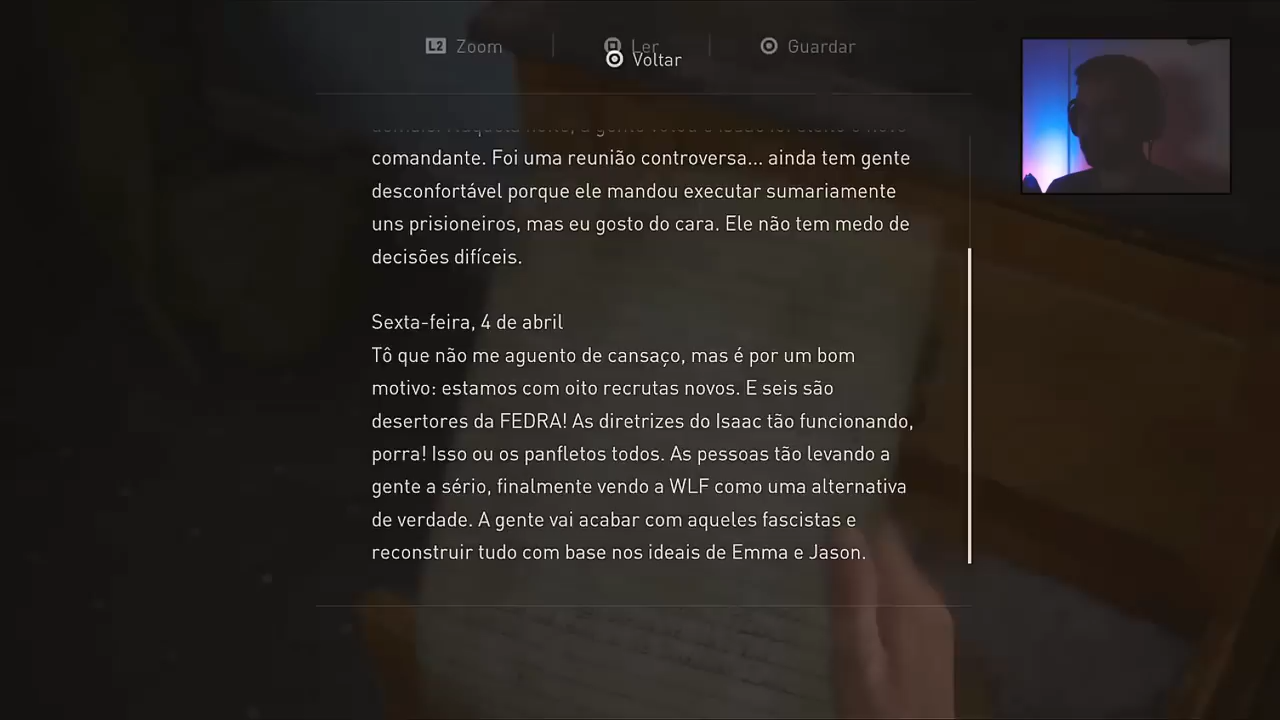 L2 Zoom
Ler
Guardar
Voltar
comandante. Foi uma reunião controversa... ainda tem gente
desconfortável porque ele mandou executar sumariamente
uns prisioneiros, mas eu gosto do cara. Ele não tem medo de
decisões difíceis.
Sexta-feira, 4 de abril
Tô que não me aguento de cansaço, mas é por um bom
motivo: estamos com oito recrutas novos. E seis são
desertores da FEDRA! As diretrizes do Isaac tão funcionando,
porra! Isso ou os panfletos todos. As pessoas tão levando a
gente a sério, finalmente vendo a WLF como uma alternativa
de verdade. A gente vai acabar com aqueles fascistas e
reconstruir tudo com base nos ideais de Emma e Jason.